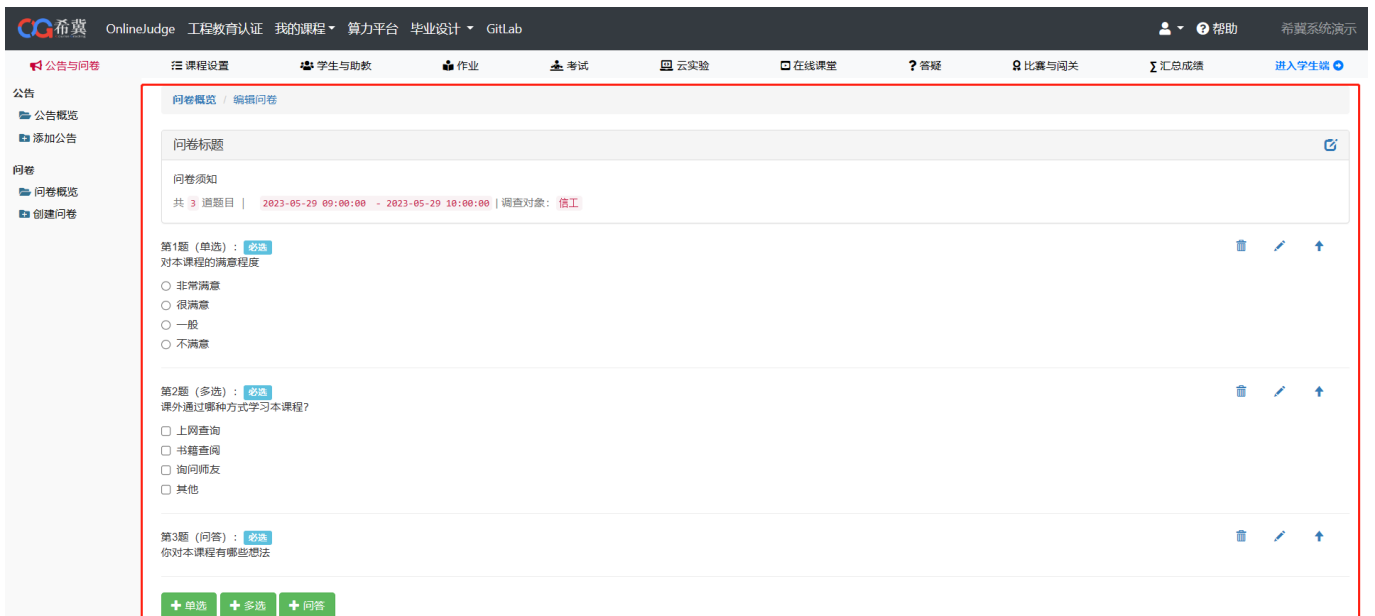 CG希冀 OnlineJudge 工程教育认证 我的课程 算力平台 毕业设计 GitLab 帮助 希冀系统演示
公告与问卷 课程设置 学生与助教 作业 考试 云实验 在线课堂 答疑 比赛与闯关 汇总成绩 进入学生端
公告
公告概览
添加公告
问卷
问卷概览
创建问卷
问卷概览 / 编辑问卷
问卷标题
问卷须知
共 3 道题目 | 2023-05-29 09:00:00 - 2023-05-29 10:00:00 | 调查对象: 信工
第1题 (单选) : 必选
对本课程的满意程度
非常满意
很满意
一般
不满意
第2题 (多选) : 必选
课外通过哪种方式学习本课程?
上网查询
书籍查阅
询问师友
其他
第3题 (问答) : 必选
你对本课程有哪些想法
单选 多选 问答